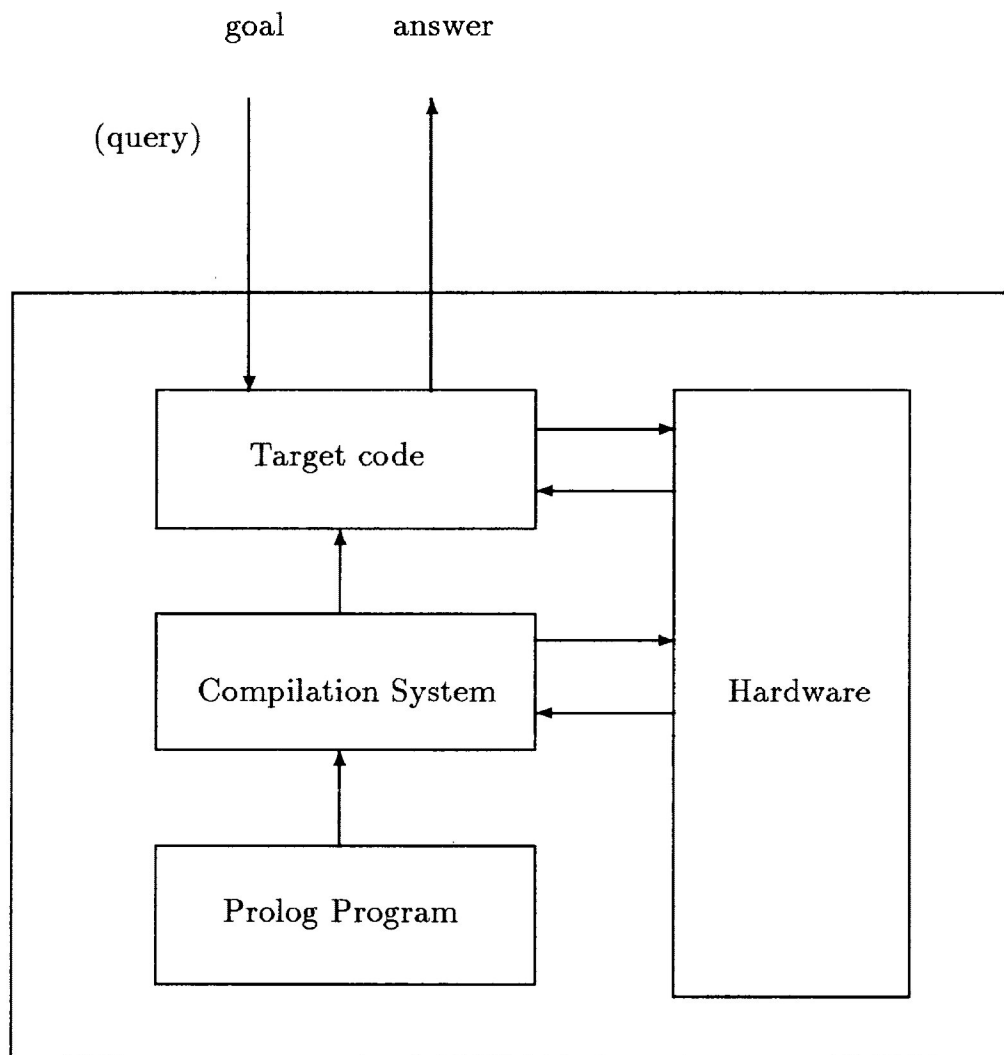 goal answer
(query)
Target code
Compilation System
Hardware
Prolog Program